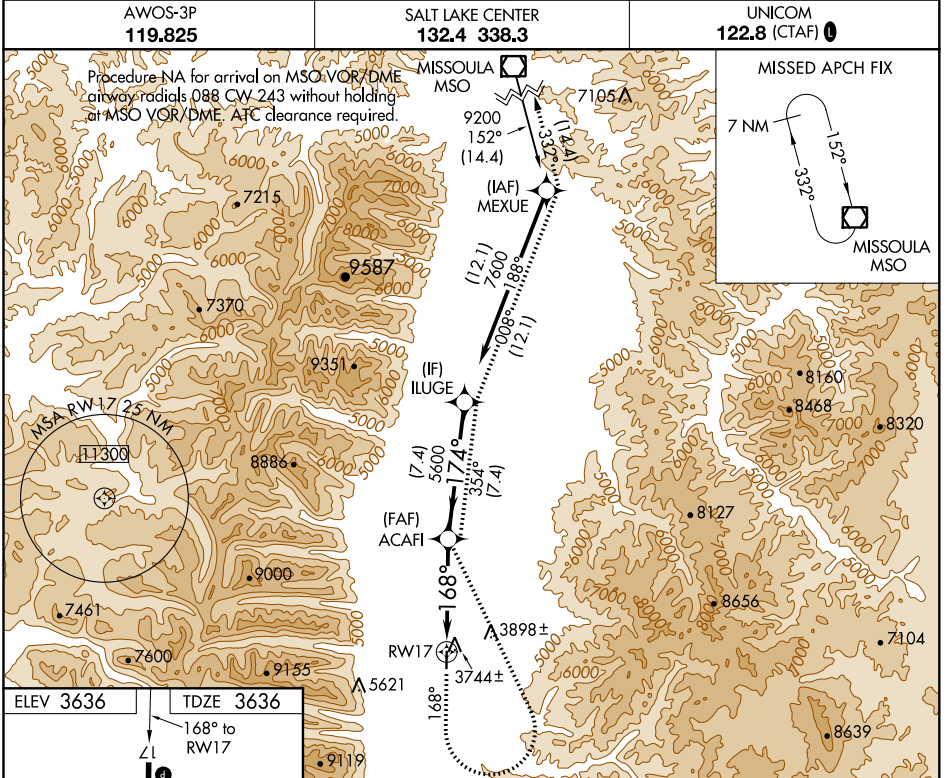 AWOS-3P
119.825
SALT LAKE CENTER
132.4 338.3
UNICOM
122.8 (CTAF) L
Procedure NA for arrival on MSO VOR/DME
airway radials 088 CW 243 without holding
at MSO VOR/DME. ATC clearance required.
MISSOULA
MSO
7105
9200
152°
(14.4)
332°
(14.4)
(IAF)
MEXUE
MISSED APCH FIX
7 NM
152°
332°
MISSOULA
MSO
5000
6000
7000
8000
7215
9587
7370
9351
(12.1)
7600
188°
008°
(12.1)
(IF)
ILUGE
8160
8468
8320
MSA RW17 25 NM
11300
8886
(7.4)
5600
174°
354°
(7.4)
(FAF)
ACAFI
8127
9000
7461
168°
8656
3898±
RW17
3744±
7104
7600
9155
5621
168°
8639
9119
ELEV 3636
TDZE 3636
168° to
RW17
17
P